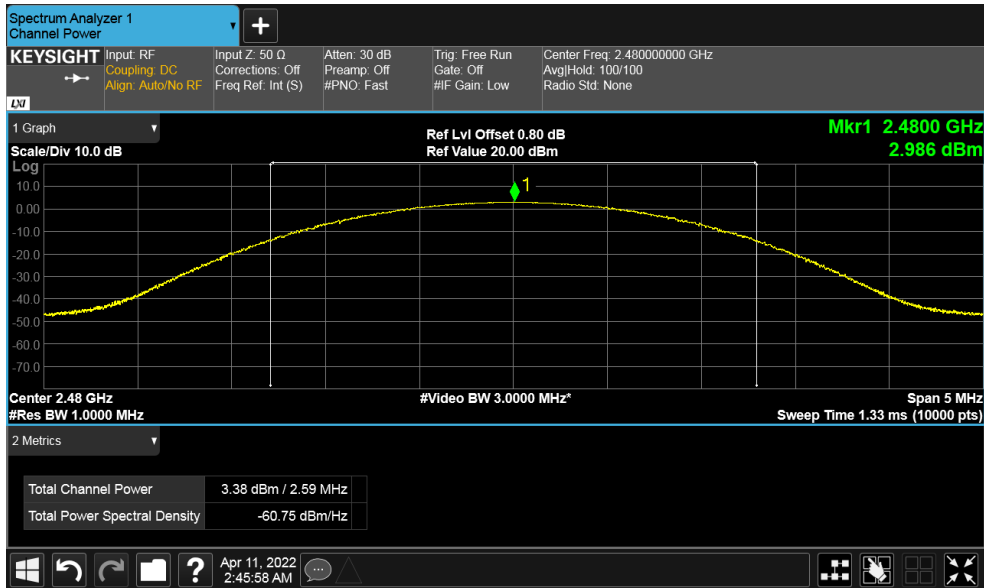 Spectrum Analyzer 1
Channel Power
+
KEYSIGHT
LXI
Input: RF
Coupling: DC
Align: Auto/No RF
Input Z: 50 Ω
Corrections: Off
Freq Ref: Int (S)
Atten: 30 dB
Preamp: Off
#PNO: Fast
Trig: Free Run
Gate: Off
#IF Gain: Low
Center Freq: 2.480000000 GHz
Avg|Hold: 100/100
Radio Std: None
1 Graph
Scale/Div 10.0 dB
Ref Lvl Offset 0.80 dB
Ref Value 20.00 dBm
Mkr1 2.4800 GHz
2.986 dBm
Log
10.0
0.00
-10.0
-20.0
-30.0
-40.0
-50.0
-60.0
-70.0
1
Center 2.48 GHz
#Res BW 1.0000 MHz
#Video BW 3.0000 MHz*
Span 5 MHz
Sweep Time 1.33 ms (10000 pts)
2 Metrics
Total Channel Power 3.38 dBm / 2.59 MHz
Total Power Spectral Density -60.75 dBm/Hz
?
Apr 11, 2022
2:45:58 AM